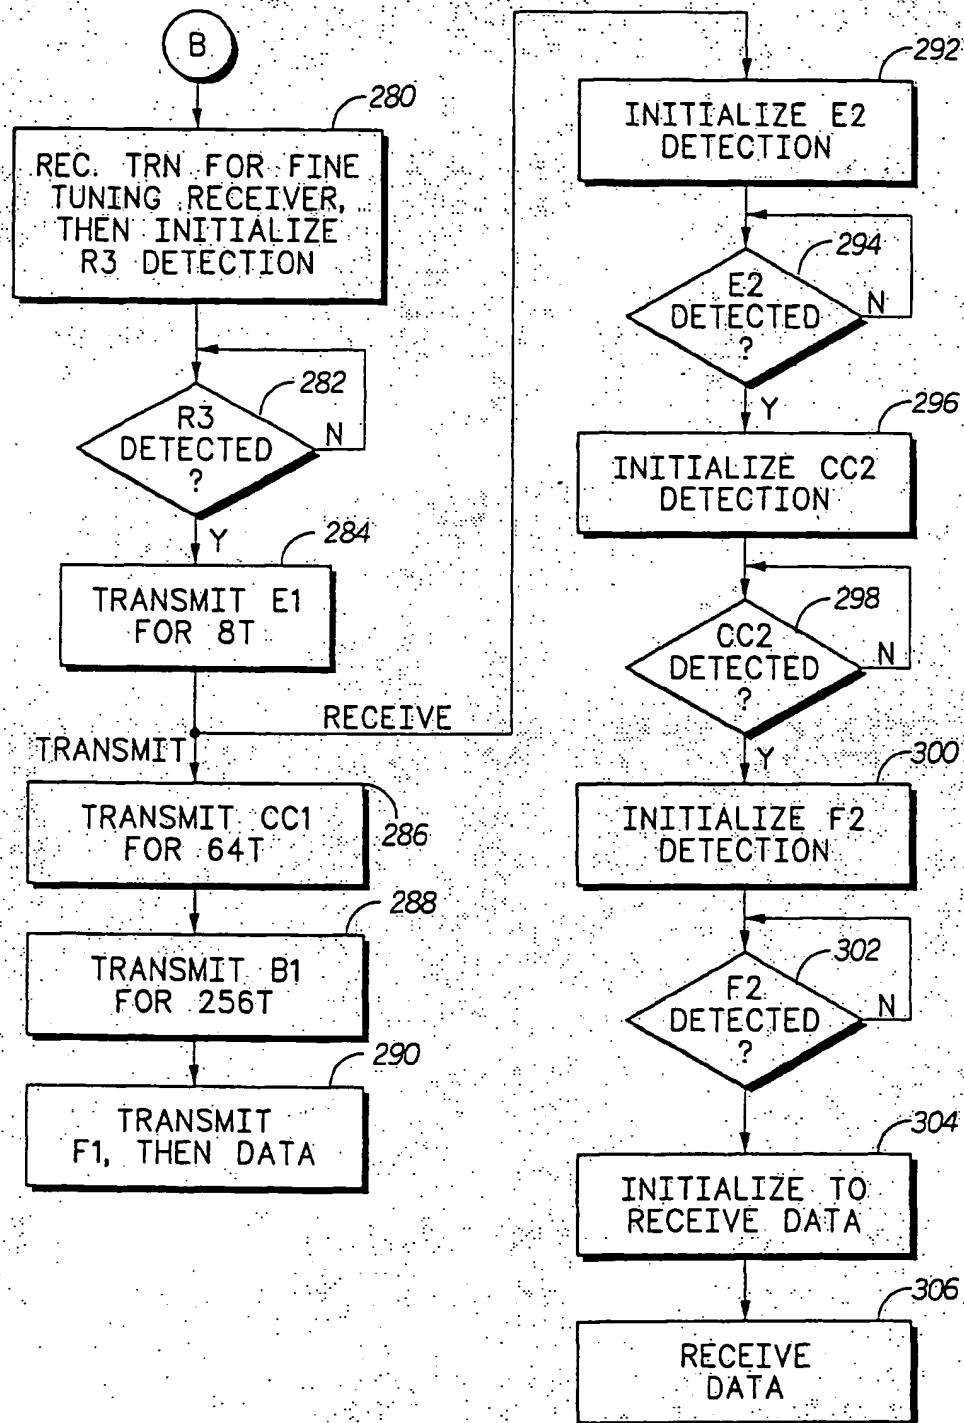 B
280
REC. TRN FOR FINE
TUNING RECEIVER,
THEN INITIALIZE
R3 DETECTION
282
R3
DETECTED
?
N
Y
284
TRANSMIT E1
FOR 8T
RECEIVE
TRANSMIT
286
TRANSMIT CC1
FOR 64T
288
TRANSMIT B1
FOR 256T
290
TRANSMIT
F1, THEN DATA
292
INITIALIZE E2
DETECTION
294
E2
DETECTED
?
N
Y
296
INITIALIZE CC2
DETECTION
298
CC2
DETECTED
?
N
Y
300
INITIALIZE F2
DETECTION
302
F2
DETECTED
?
N
304
INITIALIZE TO
RECEIVE DATA
306
RECEIVE
DATA